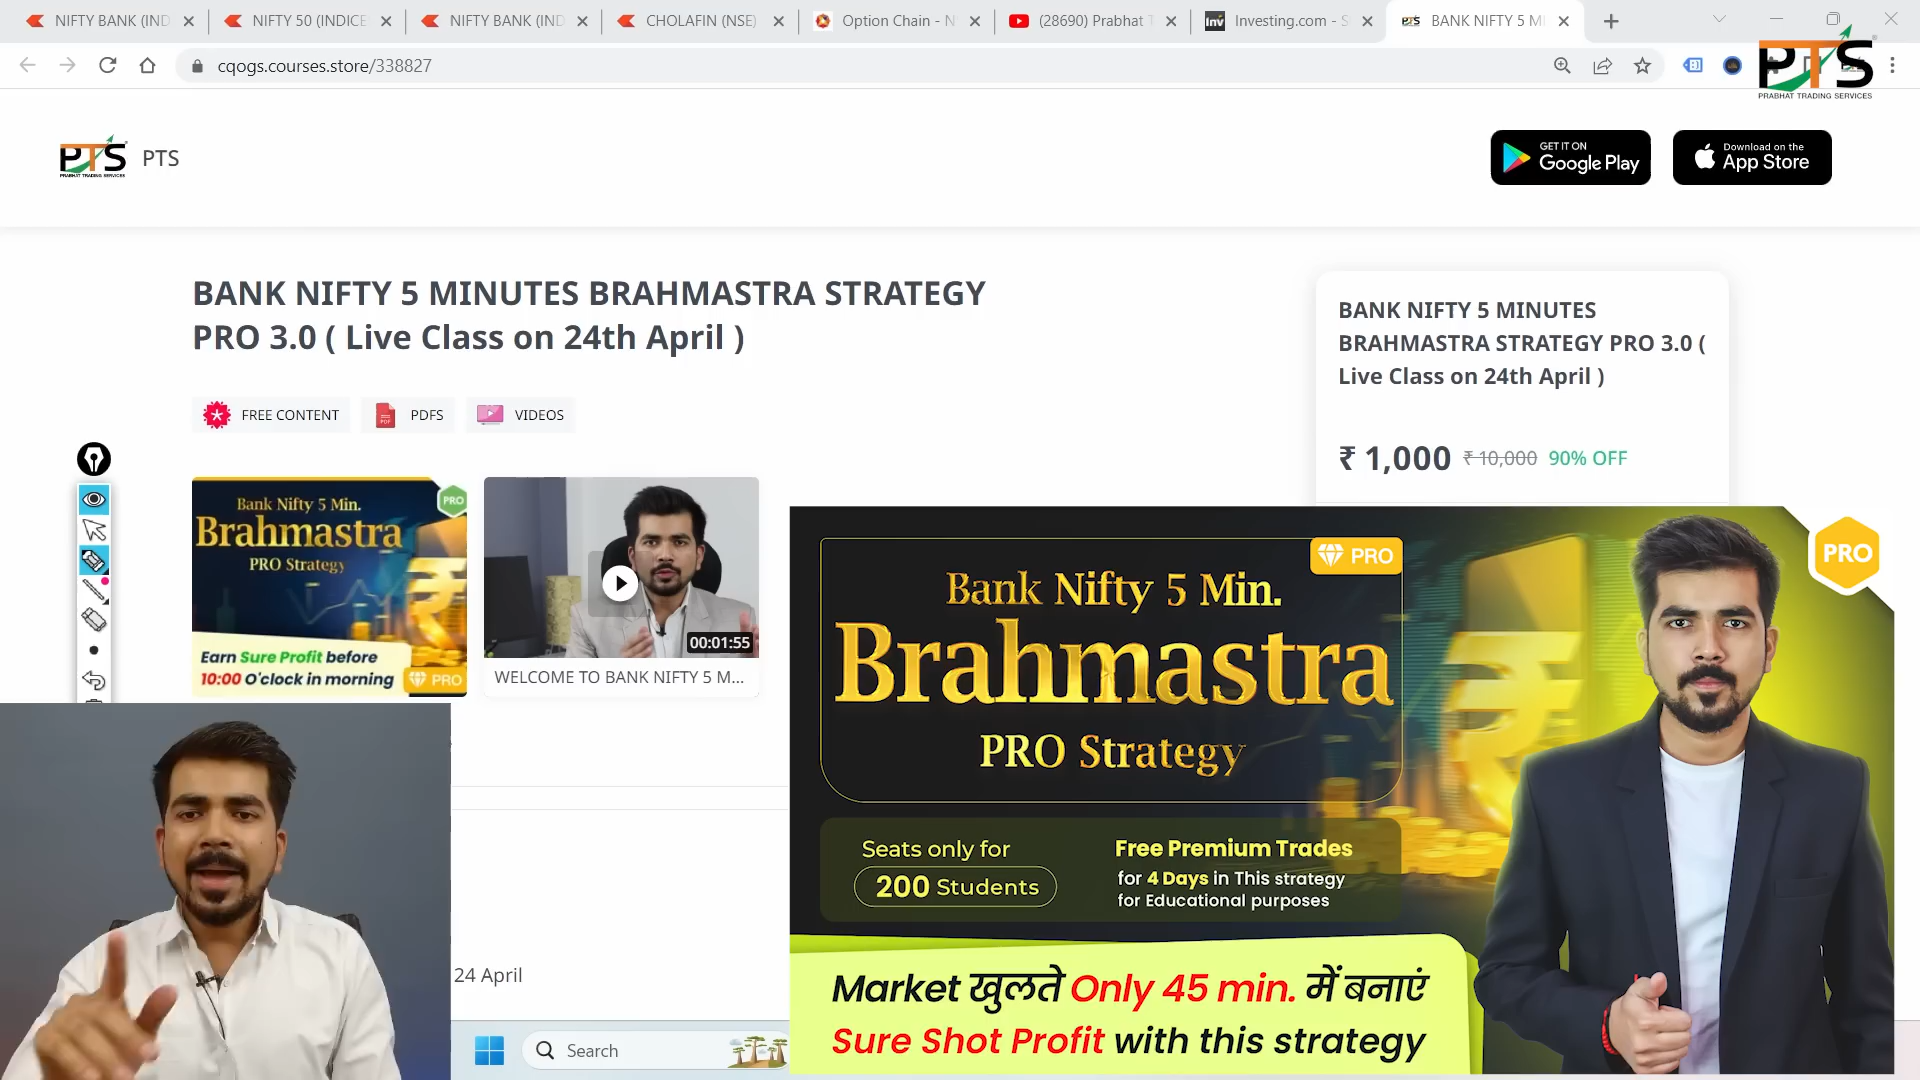 NIFTY BANK (IND
NIFTY 50 (INDICE
NIFTY BANK (IND
CHOLAFIN (NSE)
Option Chain - N
(28690) Prabhat T
Investing.com - S
BANK NIFTY 5 MI
cqogs.courses.store/338827
PTS
PRABHAT TRADING SERVICES
PTS
PRABHAT TRADING SERVICES
PTS
GET IT ON
Google Play
Download on the
App Store
BANK NIFTY 5 MINUTES BRAHMASTRA STRATEGY
PRO 3.0 ( Live Class on 24th April )
FREE CONTENT
PDFS
VIDEOS
BANK NIFTY 5 MINUTES
BRAHMASTRA STRATEGY PRO 3.0 (
Live Class on 24th April )
₹ 1,000 ₹ 10,000 90% OFF
Bank Nifty 5 Min.
PRO
Brahmastra
PRO Strategy
Earn Sure Profit before
10:00 O'clock in morning
PRO
00:01:55
WELCOME TO BANK NIFTY 5 M...
PRO
PRO
Bank Nifty 5 Min.
Brahmastra
PRO Strategy
Seats only for
200 Students
Free Premium Trades
for 4 Days in This strategy
for Educational purposes
Market खुलते Only 45 min. में बनाएं
Sure Shot Profit with this strategy
24 April
Search